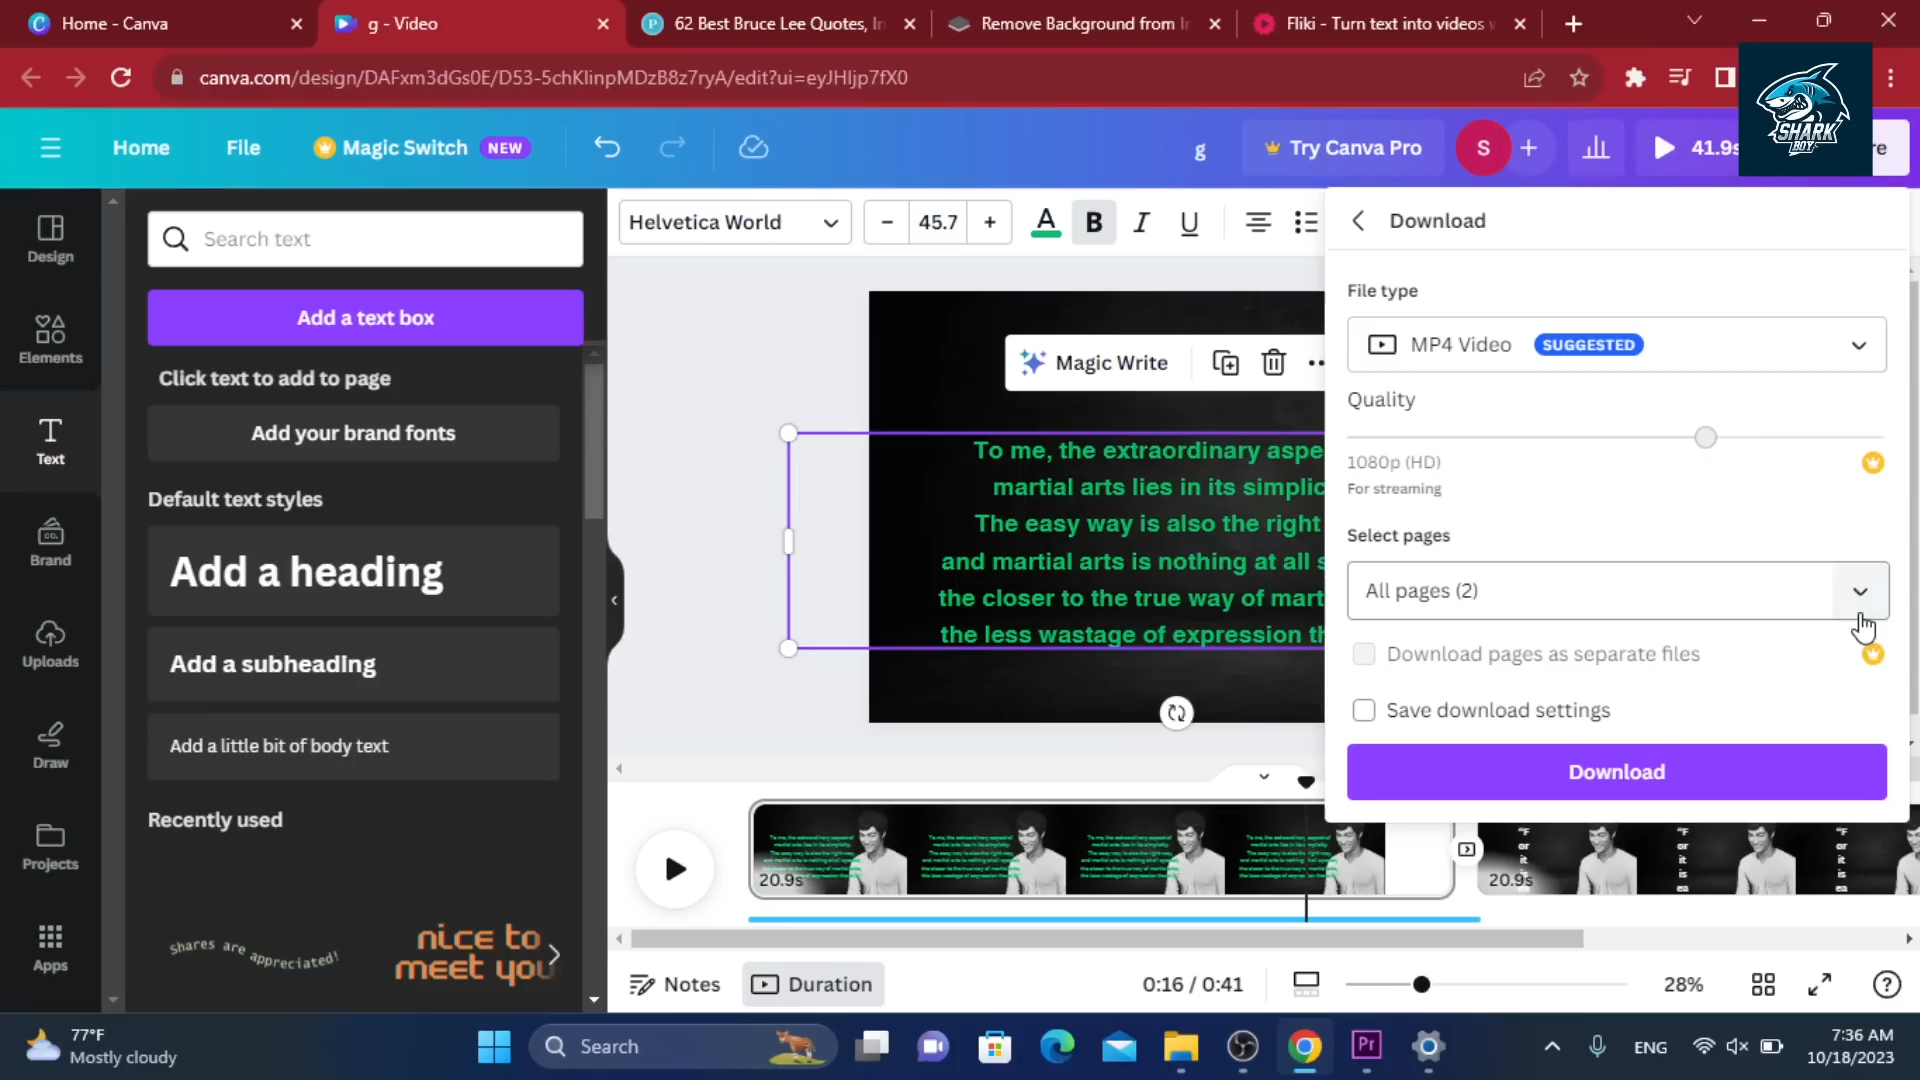 Home - Canva
g - Video
62 Best Bruce Lee Quotes, In
Remove Background from I
Fliki - Turn text into videos
canva.com/design/DAFxm3dGs0E/D53-5chKlinpMDzB8z7ryA/edit?ui=eyJHIjp7fX0
SHARK
BOY
Home
File
Magic Switch
NEW
g
Try Canva Pro
S
41.9s
re
Design
Elements
Text
Brand
CO.
Uploads
Draw
Projects
Apps
Search text
Add a text box
Click text to add to page
Add your brand fonts
Default text styles
Add a heading
Add a subheading
Add a little bit of body text
Recently used
Shares are appreciated!
nice to
meet you
Helvetica World
45.7
A
B
I
U
Magic Write
To me, the extraordinary aspe
martial arts lies in its simplic
The easy way is also the right
and martial arts is nothing at all s
the closer to the true way of mart
the less wastage of expression th
Download
File type
MP4 Video
SUGGESTED
Quality
1080p (HD)
For streaming
Select pages
All pages (2)
Download pages as separate files
Save download settings
Download
20.9s
20.9s
"F
or
it
is
ea
Notes
Duration
0:16 / 0:41
28%
77°F
Mostly cloudy
Search
Pr
ENG
7:36 AM
10/18/2023